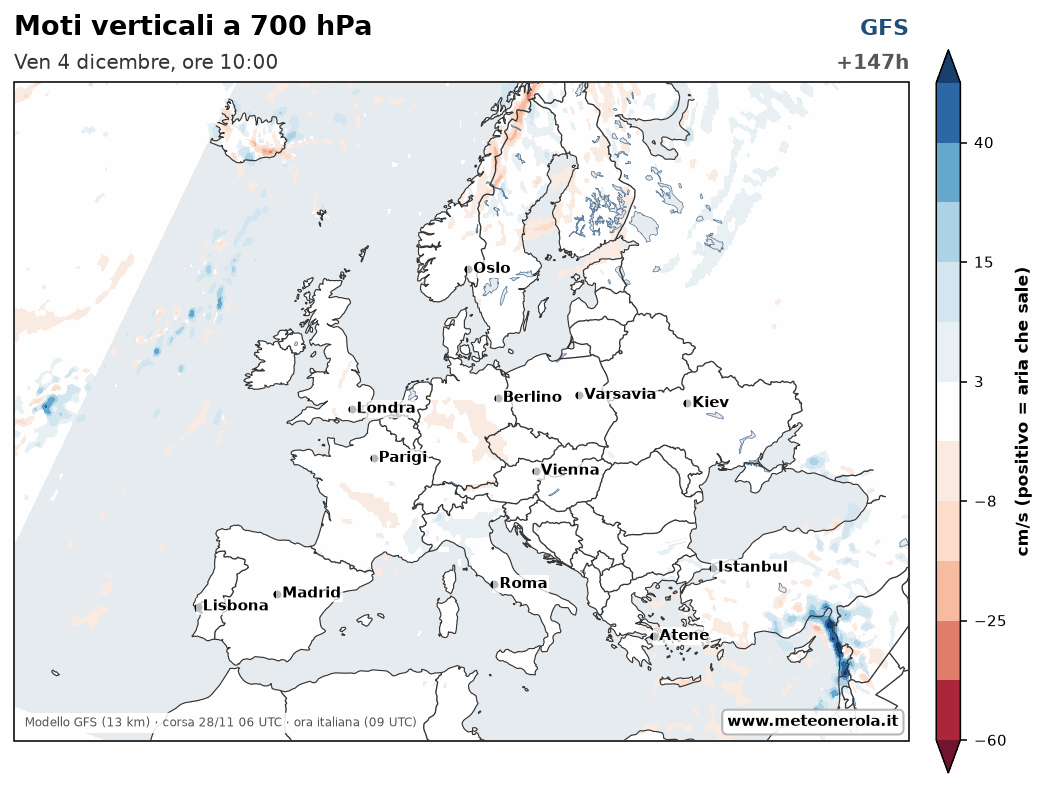 Moti verticali a 700 hPa
GFS
Ven 4 dicembre, ore 10:00
+147h
40
15
3
−8
−25
−60
cm/s (positivo = aria che sale)
Oslo
Berlino
Varsavia
Kiev
Londra
Parigi
Vienna
Istanbul
Roma
Madrid
Lisbona
Atene
Modello GFS (13 km) · corsa 28/11 06 UTC · ora italiana (09 UTC)
www.meteonerola.it